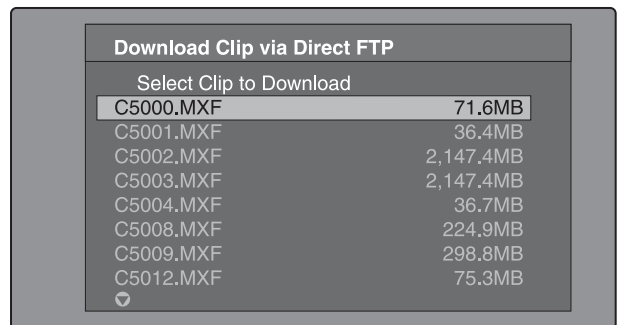 Download Clip via Direct FTP
Select Clip to Download
C5000.MXF 71.6MB
C5001.MXF 36.4MB
C5002.MXF 2,147.4MB
C5003.MXF 2,147.4MB
C5004.MXF 36.7MB
C5008.MXF 224.9MB
C5009.MXF 298.8MB
C5012.MXF 75.3MB